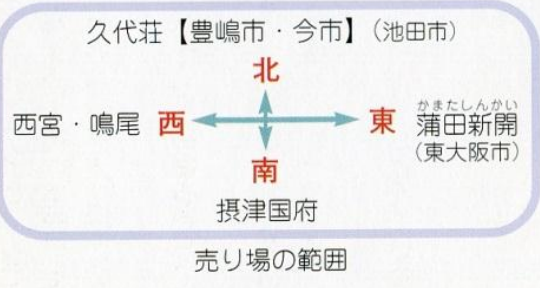 久代荘【豊嶋市・今市】（池田市）
北
西宮・鳴尾 西 東 蒲田新開
かまたしんかい
（東大阪市）
南
摂津国府
売り場の範囲